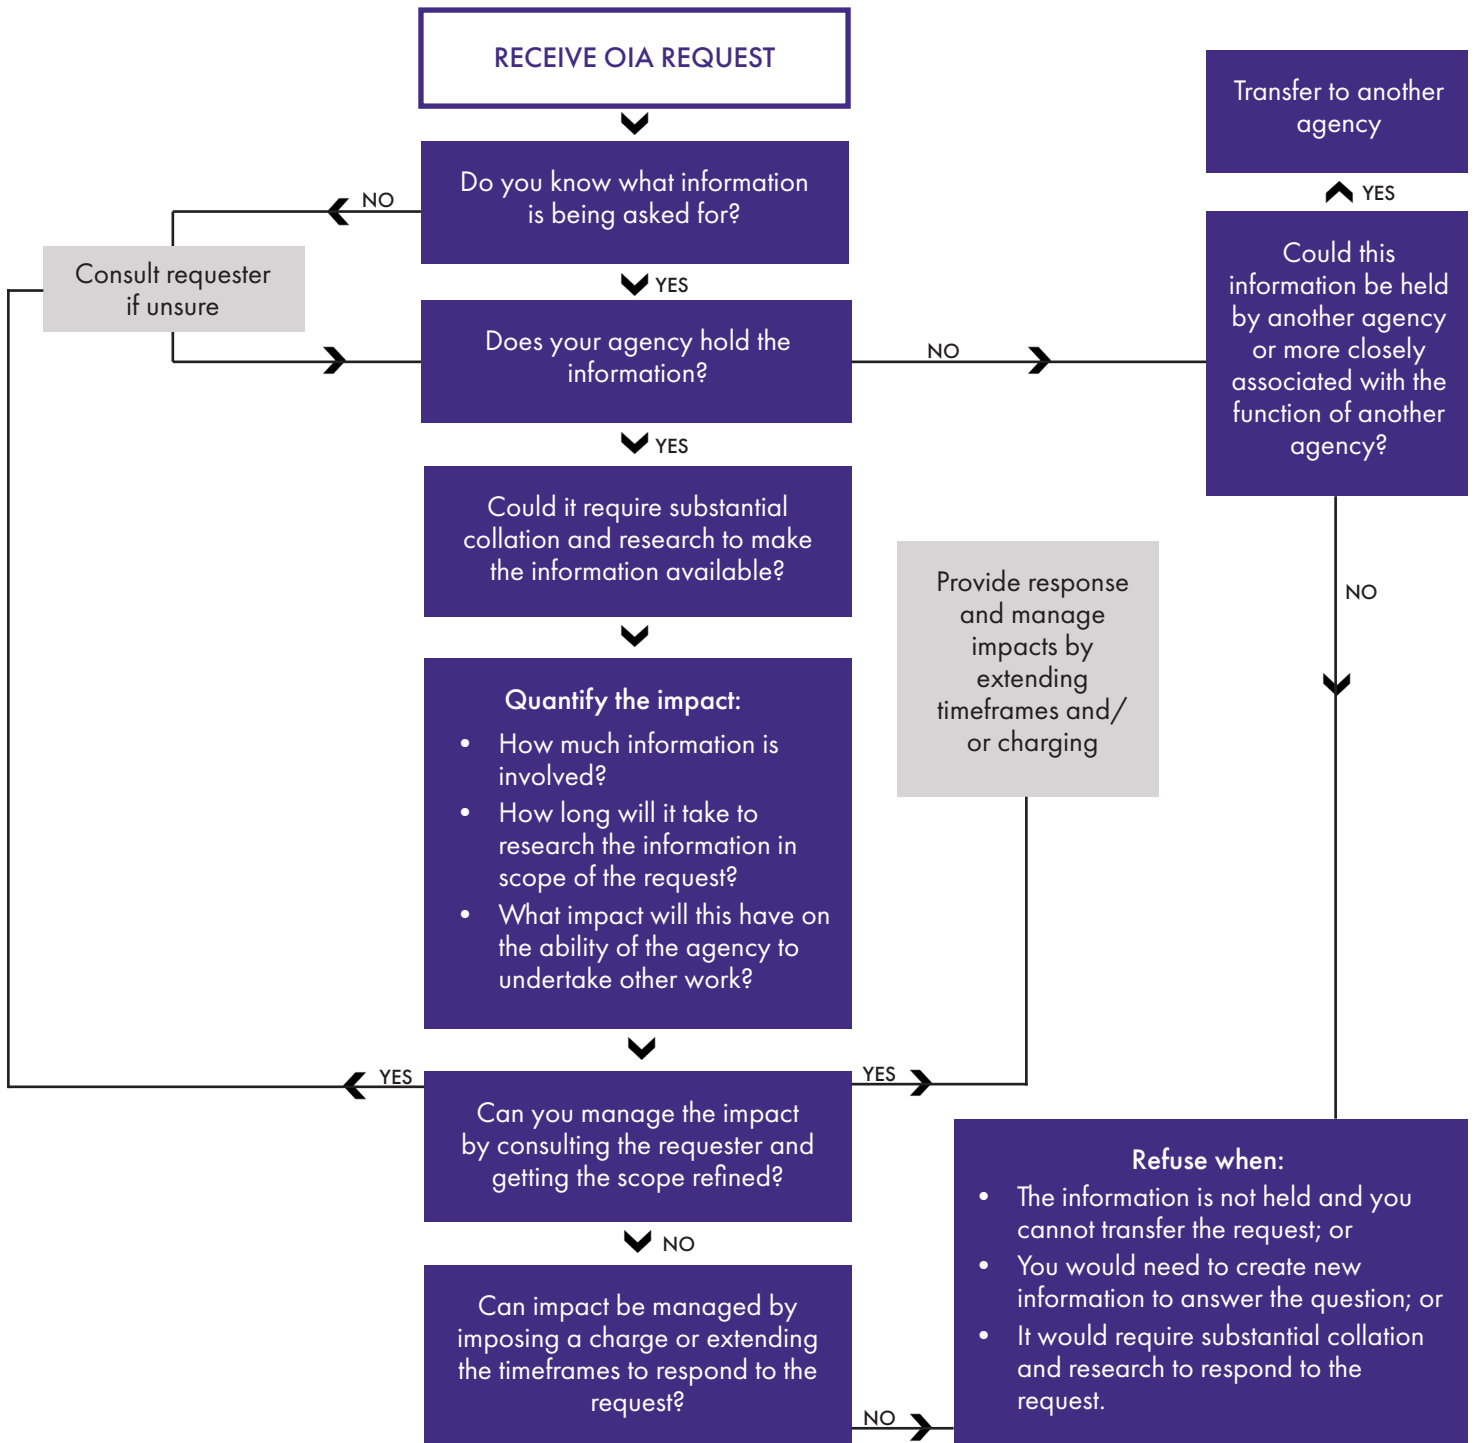 RECEIVE OIA REQUEST
Do you know what information
is being asked for?
NO
Consult requester
if unsure
YES
Does your agency hold the
information?
NO
Could this
information be held
by another agency
or more closely
associated with the
function of another
agency?
YES
Transfer to another
agency
NO
YES
Could it require substantial
collation and research to make
the information available?
Quantify the impact:
• How much information is
involved?
• How long will it take to
research the information in
scope of the request?
• What impact will this have on
the ability of the agency to
undertake other work?
Can you manage the impact
by consulting the requester and
getting the scope refined?
YES
YES
Provide response
and manage
impacts by
extending
timeframes and/
or charging
NO
Can impact be managed by
imposing a charge or extending
the timeframes to respond to the
request?
NO
Refuse when:
• The information is not held and you
cannot transfer the request; or
• You would need to create new
information to answer the question; or
• It would require substantial collation
and research to respond to the
request.